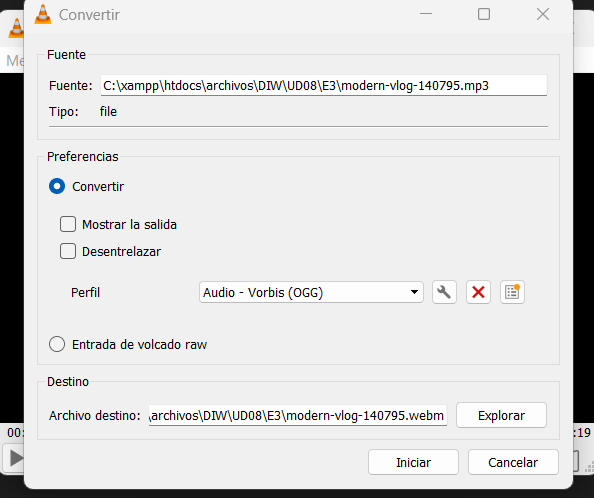 Convertir
Me
Fuente
Fuente: C:\xampp\htdocs\archivos\DIW\UD08\E3\modern-vlog-140795.mp3
Tipo: file
Preferencias
Convertir
Mostrar la salida
Desentrelazar
Perfil Audio - Vorbis (OGG)
Entrada de volcado raw
Destino
Archivo destino: \archivos\DIW\UD08\E3\modern-vlog-140795.webm Explorar
00: :19
Iniciar Cancelar